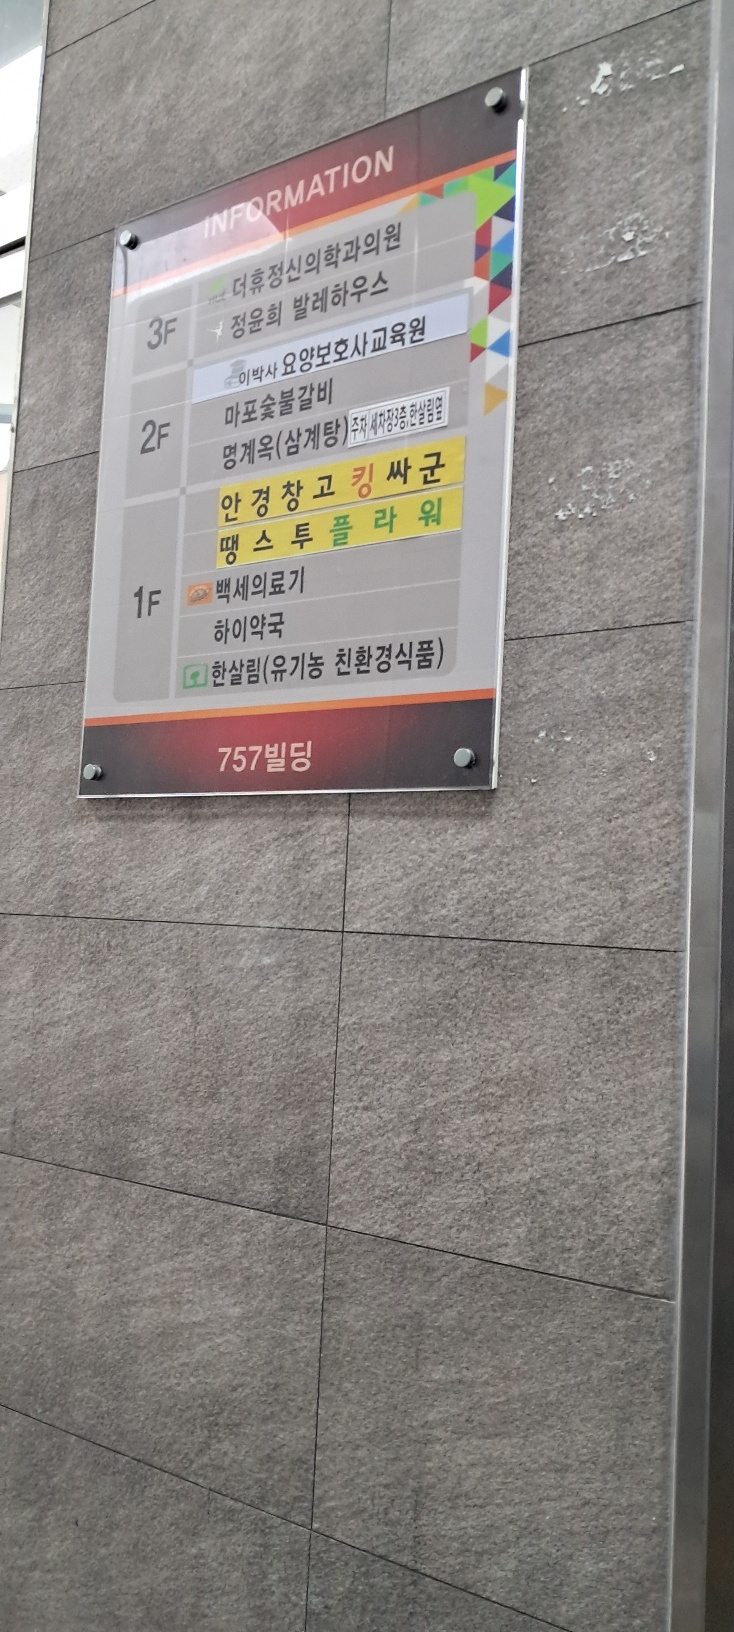 INFORMATION
3F
더휴정신의학과의원
정윤희 발레하우스
이박사 요양보호사교육원
2F
마포숯불갈비
명계옥(삼계탕) 주차 세차장3층,한살림옆
1F
안경창고 킹싸군
땡스투플라워
백세의료기
하이약국
한살림(유기농 친환경식품)
757빌딩